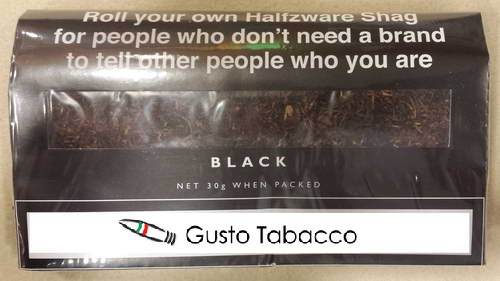 Roll your own Halfzware Shag
for people who don't need a brand
to tell other people who you are
BLACK
NET 30g WHEN PACKED
Gusto Tabacco